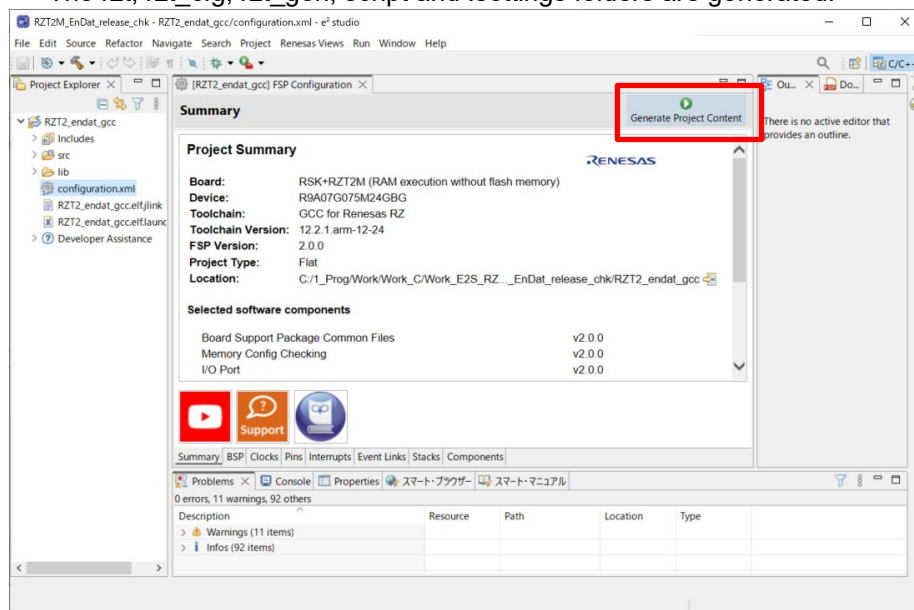 RZT2M_EnDat_release_chk - RZT2_endat_gcc/configuration.xml - e² studio
File Edit Source Refactor Navigate Search Project Renesas Views Run Window Help
C/C++
Project Explorer
[RZT2_endat_gcc] FSP Configuration
Ou...
Do...
RZT2_endat_gcc
Includes
src
lib
configuration.xml
RZT2_endat_gcc.elf.jlink
RZT2_endat_gcc.elf.launc
Developer Assistance
Summary
Generate Project Content
Project Summary
RENESAS
Board: RSK+RZT2M (RAM execution without flash memory)
Device: R9A07G075M24GBG
Toolchain: GCC for Renesas RZ
Toolchain Version: 12.2.1.arm-12-24
FSP Version: 2.0.0
Project Type: Flat
Location: C:/1_Prog/Work/Work_C/Work_E2S_RZ..._EnDat_release_chk/RZT2_endat_gcc
Selected software components
Board Support Package Common Files v2.0.0
Memory Config Checking v2.0.0
I/O Port v2.0.0
Support
Summary BSP Clocks Pins Interrupts Event Links Stacks Components
There is no active editor that
provides an outline.
Problems Console Properties スマート・ブラウザー スマート・マニュアル
0 errors, 11 warnings, 92 others
Description Resource Path Location Type
Warnings (11 items)
Infos (92 items)